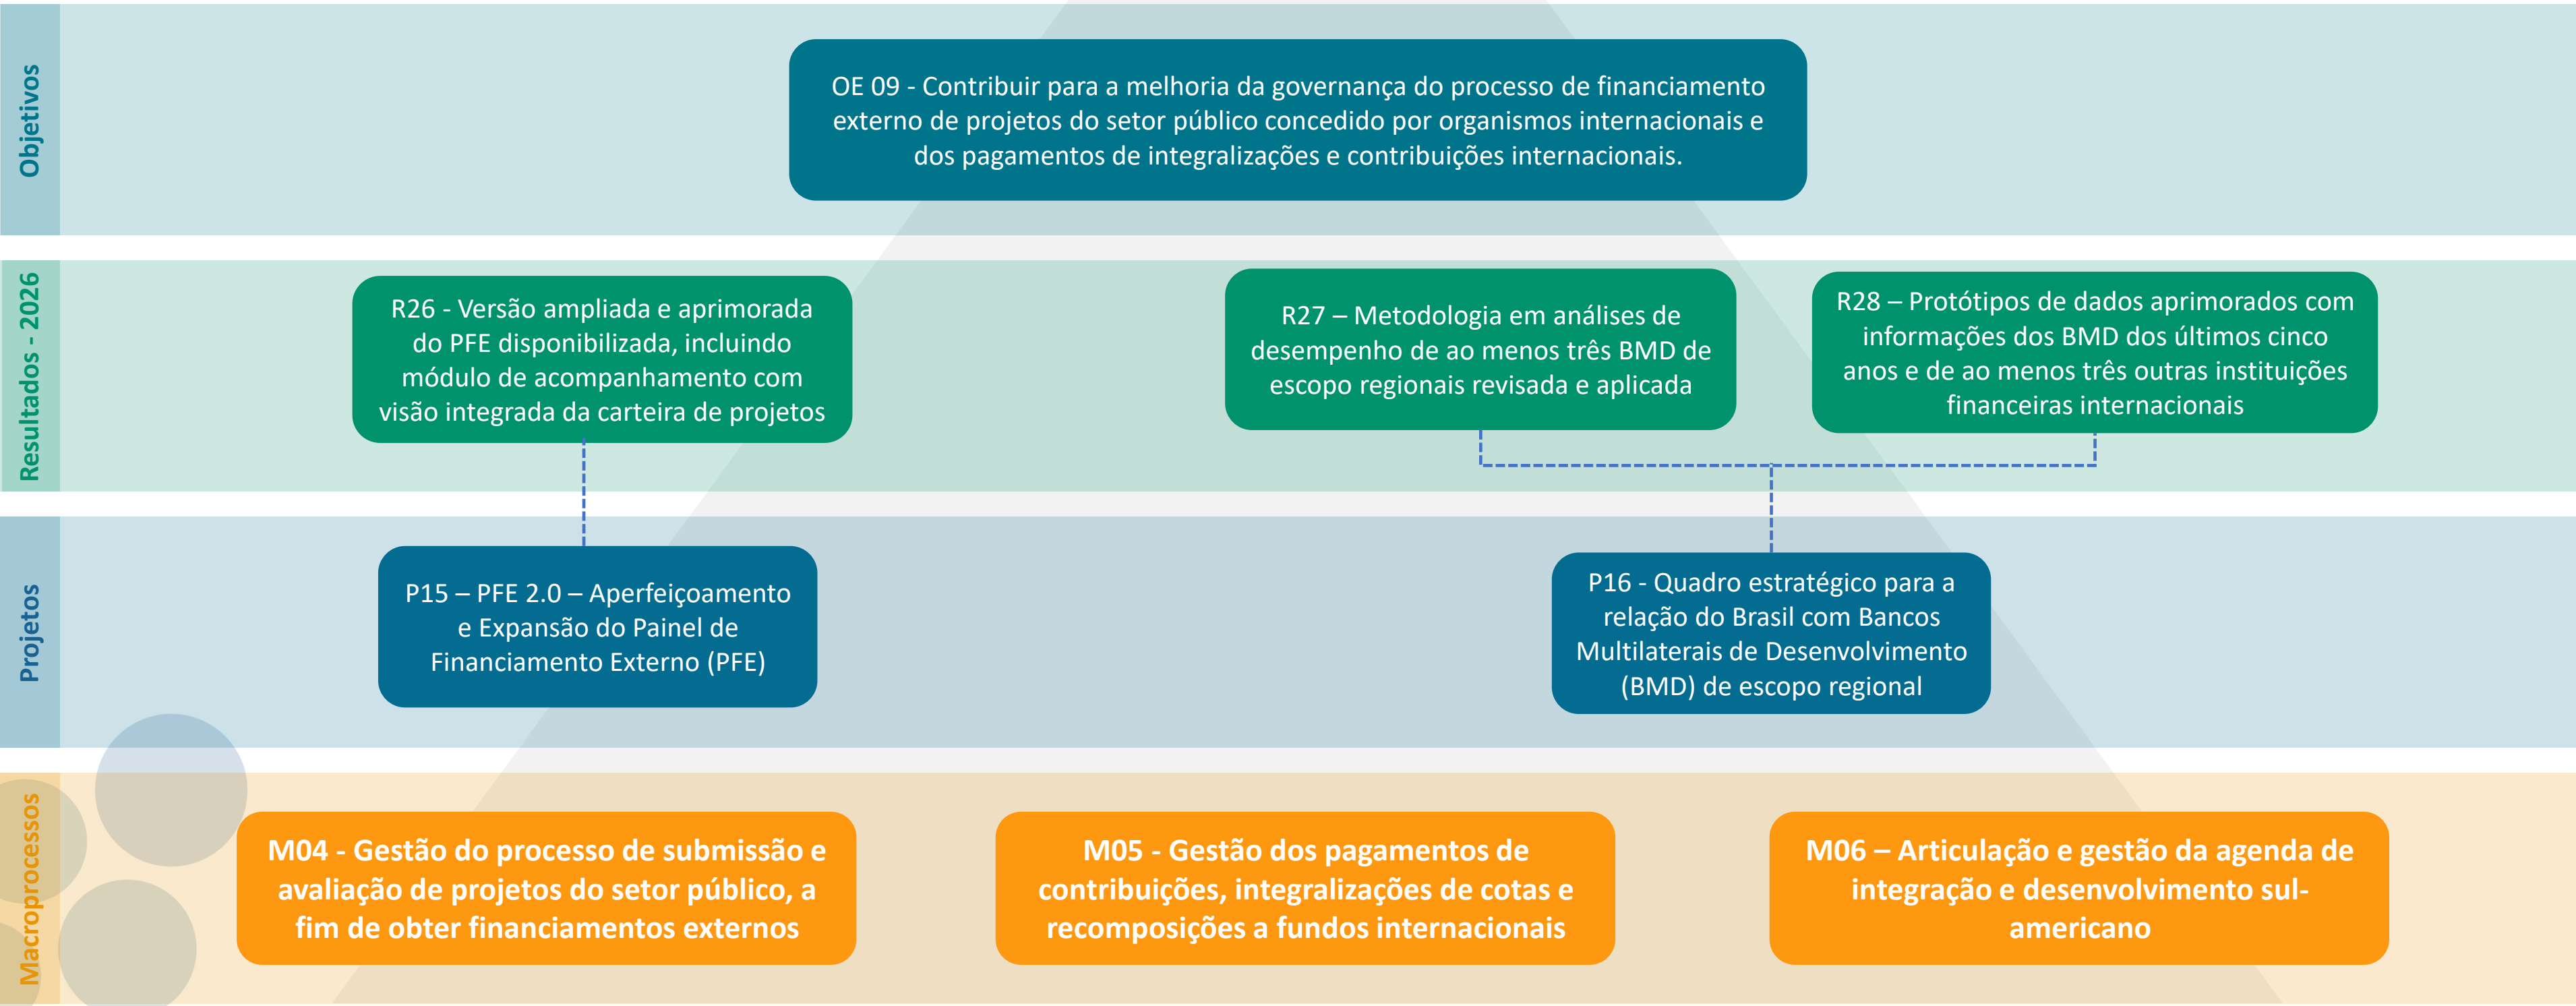 Objetivos
OE 09 - Contribuir para a melhoria da governança do processo de financiamento
externo de projetos do setor público concedido por organismos internacionais e
dos pagamentos de integralizações e contribuições internacionais.
Resultados - 2026
R26 - Versão ampliada e aprimorada
do PFE disponibilizada, incluindo
módulo de acompanhamento com
visão integrada da carteira de projetos
R27 – Metodologia em análises de
desempenho de ao menos três BMD de
escopo regionais revisada e aplicada
R28 – Protótipos de dados aprimorados com
informações dos BMD dos últimos cinco
anos e de ao menos três outras instituições
financeiras internacionais
Projetos
P15 – PFE 2.0 – Aperfeiçoamento
e Expansão do Painel de
Financiamento Externo (PFE)
P16 - Quadro estratégico para a
relação do Brasil com Bancos
Multilaterais de Desenvolvimento
(BMD) de escopo regional
Macroprocessos
M04 - Gestão do processo de submissão e
avaliação de projetos do setor público, a
fim de obter financiamentos externos
M05 - Gestão dos pagamentos de
contribuições, integralizações de cotas e
recomposições a fundos internacionais
M06 – Articulação e gestão da agenda de
integração e desenvolvimento sul-
americano